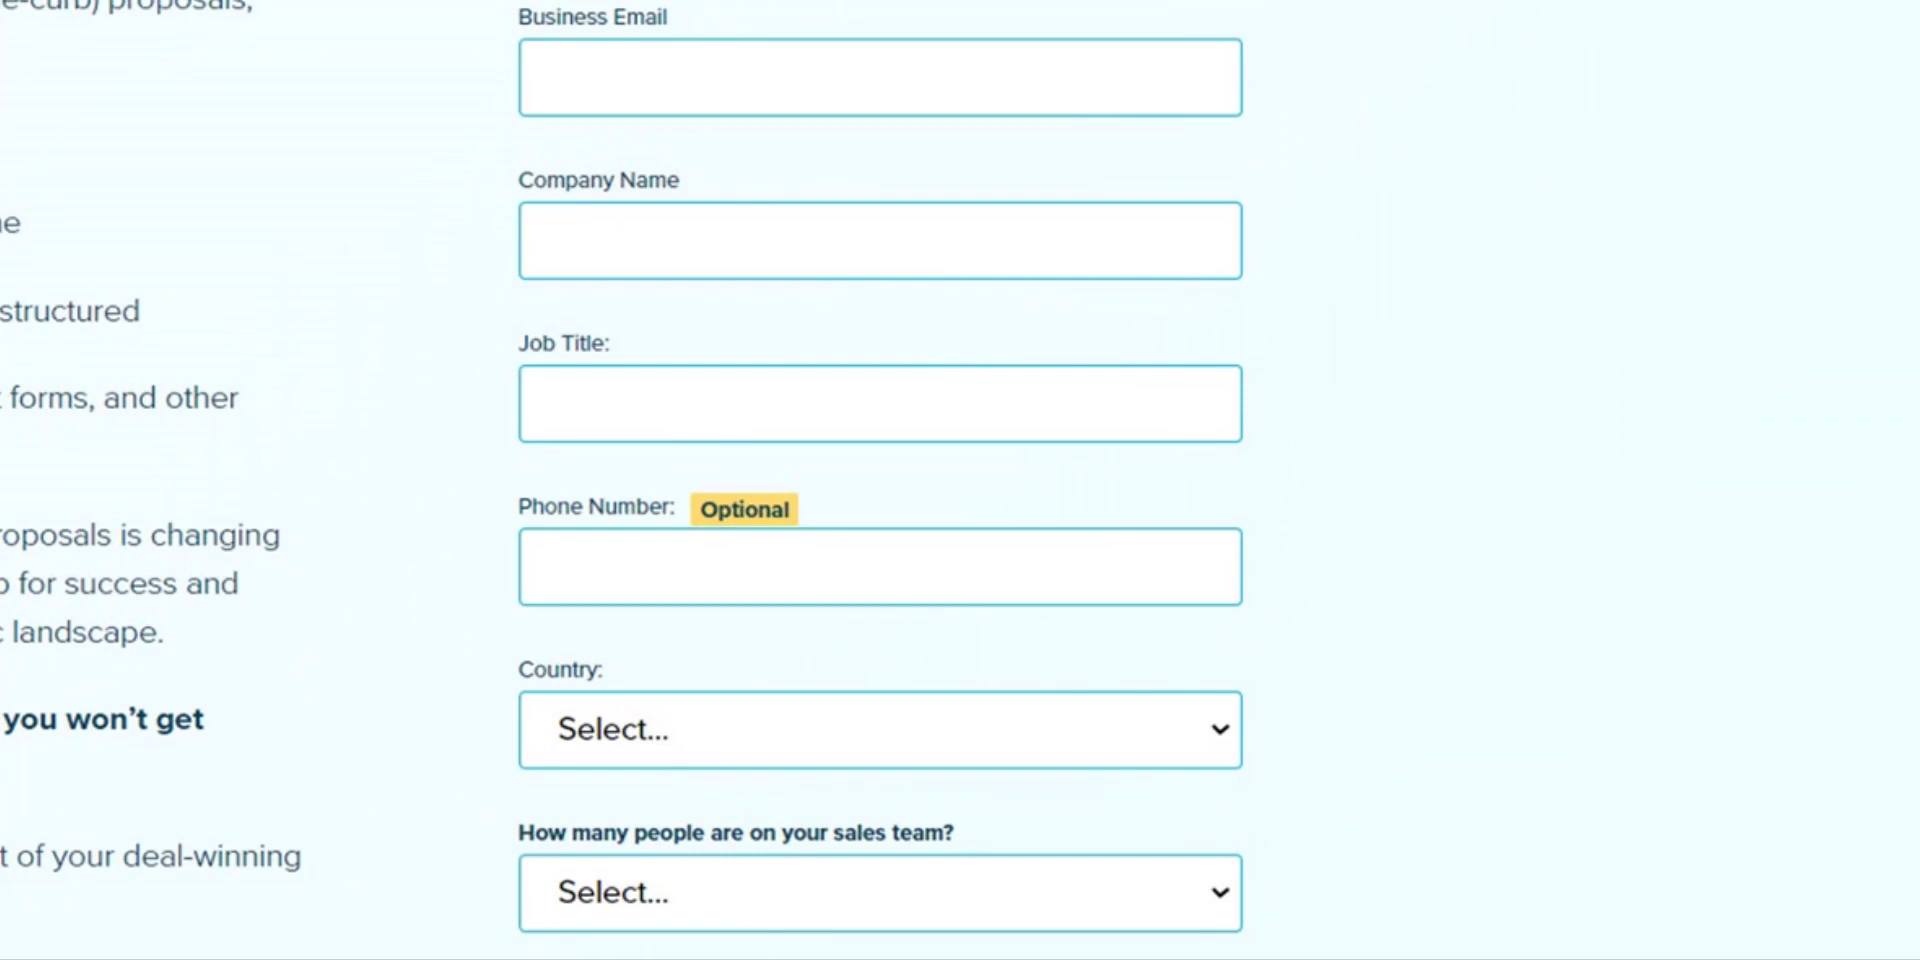 proposals,
structured
forms, and other
is changing
for success and
landscape.
you won't get
of your deal-winning
Business Email
Company Name
Job Title:
Phone Number: Optional
Country:
Select...
How many people are on your sales team?
Select...